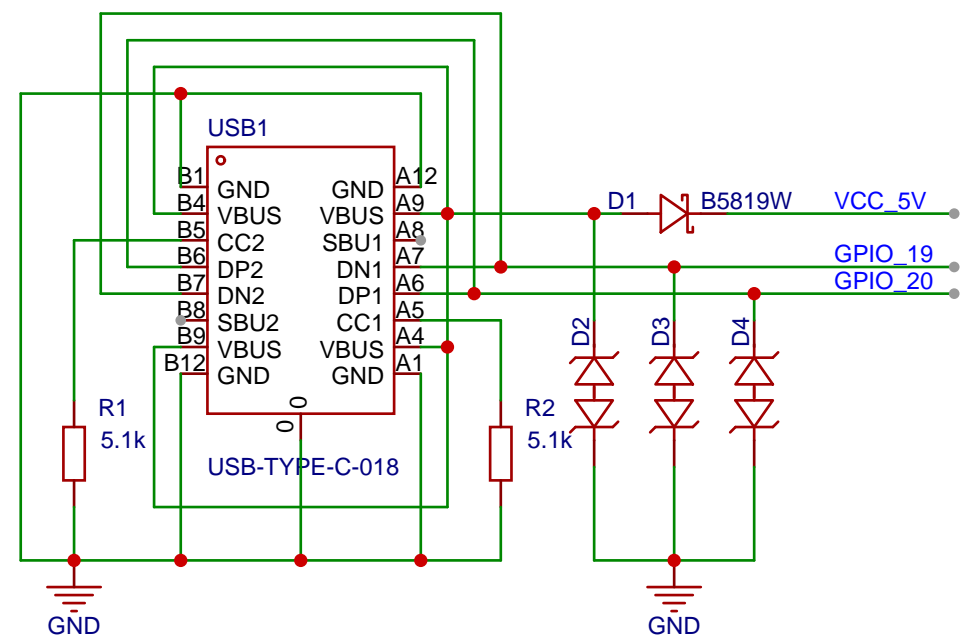 USB1
B1 GND GND A12
B4 VBUS VBUS A9
B5 CC2 SBU1 A8
B6 DP2 DN1 A7
B7 DN2 DP1 A6
B8 SBU2 CC1 A5
B9 VBUS VBUS A4
B12 GND GND A1
0 0
USB-TYPE-C-018
D1 B5819W VCC_5V
GPIO_19
GPIO_20
D2 D3 D4
R1
5.1k
R2
5.1k
GND GND